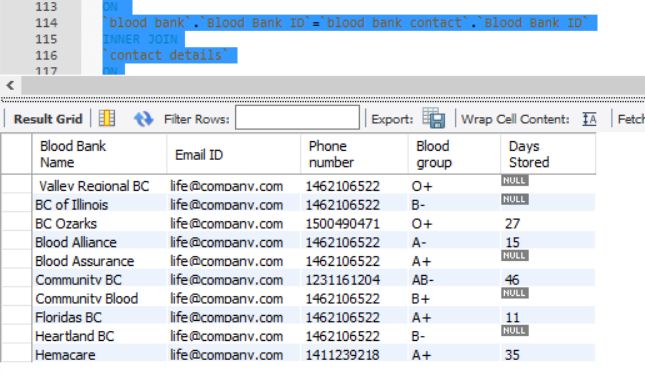 113 ON
114 `blood bank`.`Blood Bank ID`=`blood bank contact`.`Blood Bank ID`
115 INNER JOIN
116 `contact details`
117 ON
Result Grid Filter Rows: Export: Wrap Cell Content: IA Fetch
Blood Bank Name Email ID Phone number Blood group Days Stored
Valley Regional BC life@company.com 1462106522 O+ NULL
BC of Illinois life@company.com 1462106522 B- NULL
BC Ozarks life@company.com 1500490471 O+ 27
Blood Alliance life@company.com 1462106522 A- 15
Blood Assurance life@company.com 1462106522 A+ NULL
Community BC life@company.com 1231161204 AB- 46
Community Blood life@company.com 1462106522 B+ NULL
Floridas BC life@company.com 1462106522 A+ 11
Heartland BC life@company.com 1462106522 B- NULL
Hemacare life@company.com 1411239218 A+ 35